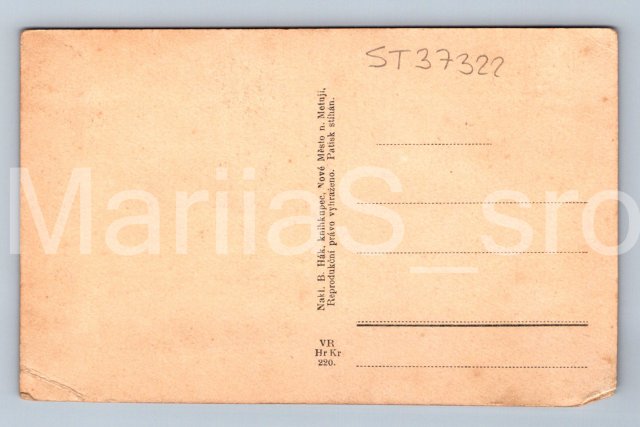 ST37322
Nakl. B. Hák, knihkupec, Nové Město n. Metují.
Reprodukční právo vyhraženo. Patisk stíhán.
VR
Hr Kr
220.
MariiaS_sro